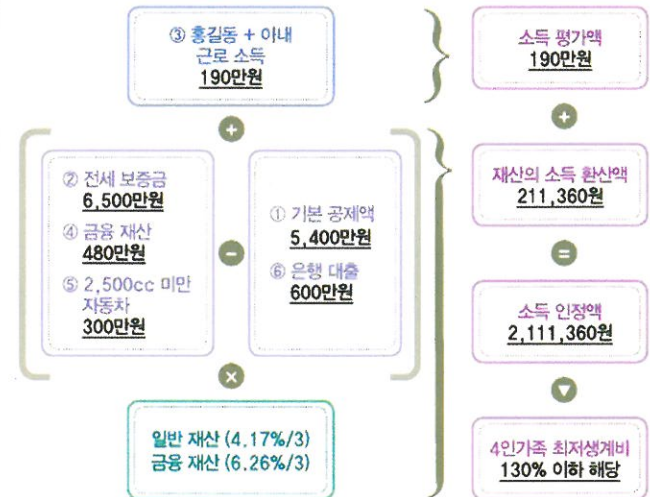 ③ 홍길동 + 아내
근로 소득
190만원
소득 평가액
190만원
+
+
② 전세 보증금
6,500만원
④ 금융 재산
480만원
⑤ 2,500cc 미만
자동차
300만원
−
① 기본 공제액
5,400만원
⑥ 은행 대출
600만원
재산의 소득 환산액
211,360원
=
소득 인정액
2,111,360원
×
▼
일반 재산 (4.17%/3)
금융 재산 (6.26%/3)
4인가족 최저생계비
130% 이하 해당